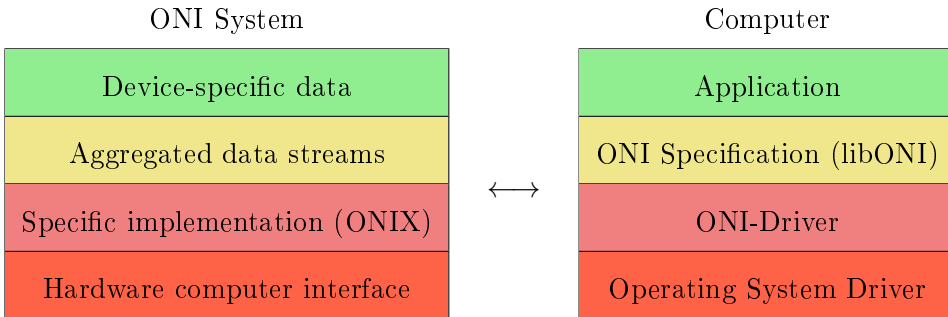 ONI System
Device-specific data
Aggregated data streams
Specific implementation (ONIX)
Hardware computer interface
Computer
Application
ONI Specification (libONI)
ONI-Driver
Operating System Driver